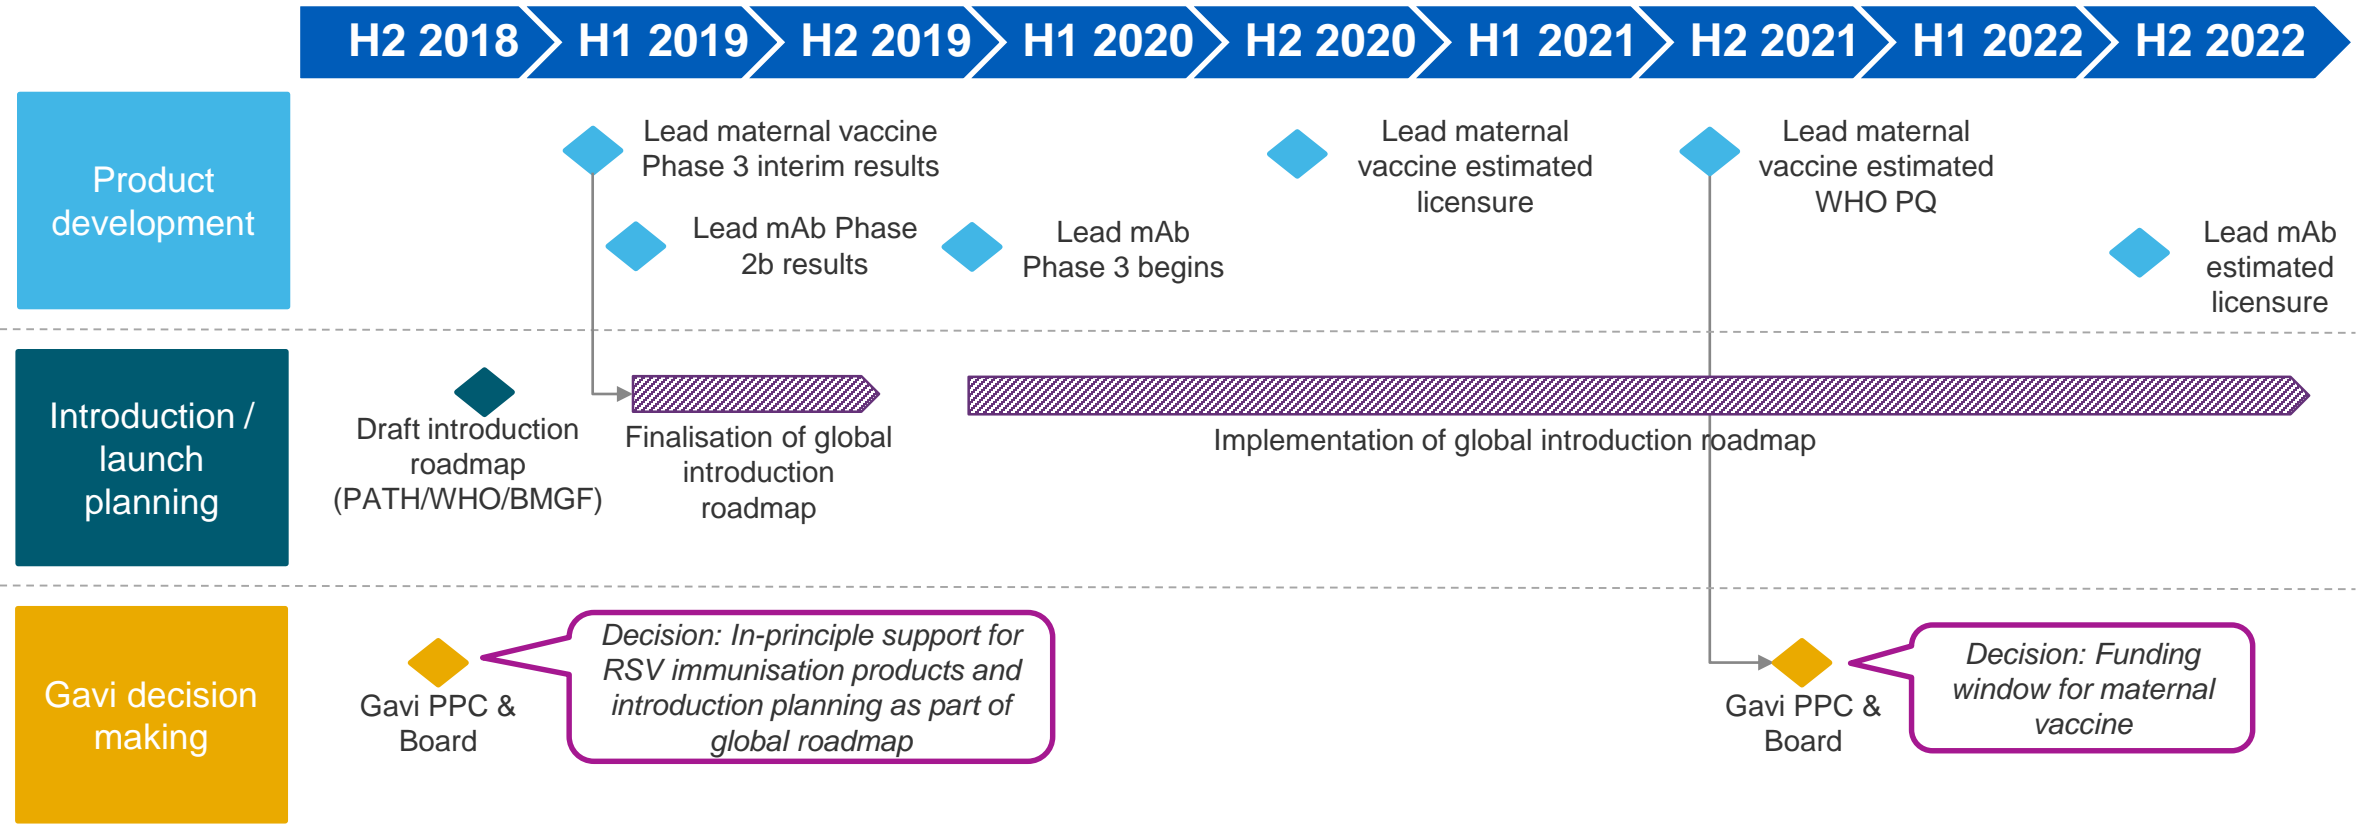 H2 2018
H1 2019
H2 2019
H1 2020
H2 2020
H1 2021
H2 2021
H1 2022
H2 2022
Product
development
Lead maternal vaccine
Phase 3 interim results
Lead mAb Phase
2b results
Lead mAb
Phase 3 begins
Lead maternal
vaccine estimated
licensure
Lead maternal
vaccine estimated
WHO PQ
Lead mAb
estimated
licensure
Introduction /
launch
planning
Draft introduction
roadmap
(PATH/WHO/BMGF)
Finalisation of global
introduction
roadmap
Implementation of global introduction roadmap
Gavi decision
making
Gavi PPC &
Board
Decision: In-principle support for
RSV immunisation products and
introduction planning as part of
global roadmap
Gavi PPC &
Board
Decision: Funding
window for maternal
vaccine